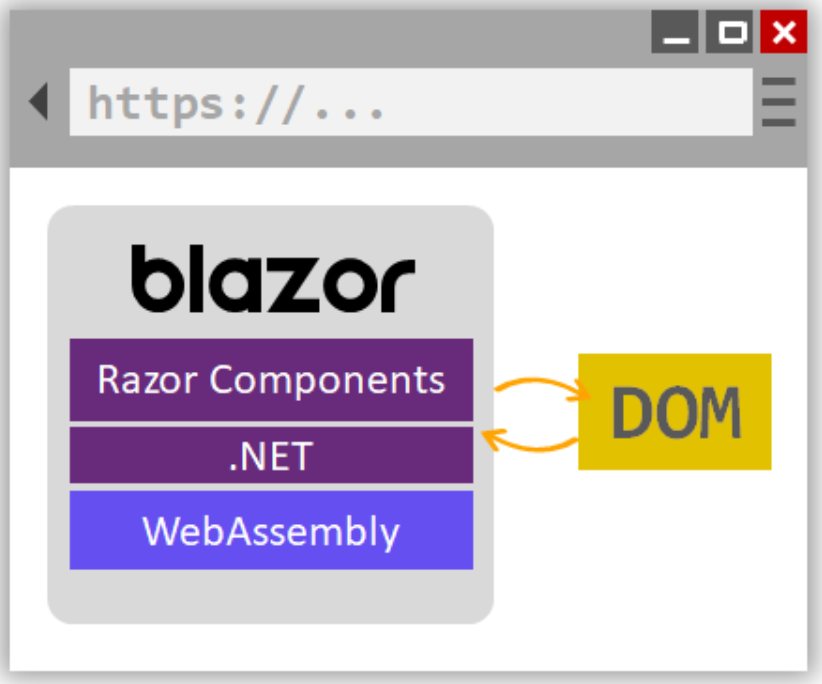 https://...
blazor
Razor Components
.NET
WebAssembly
DOM